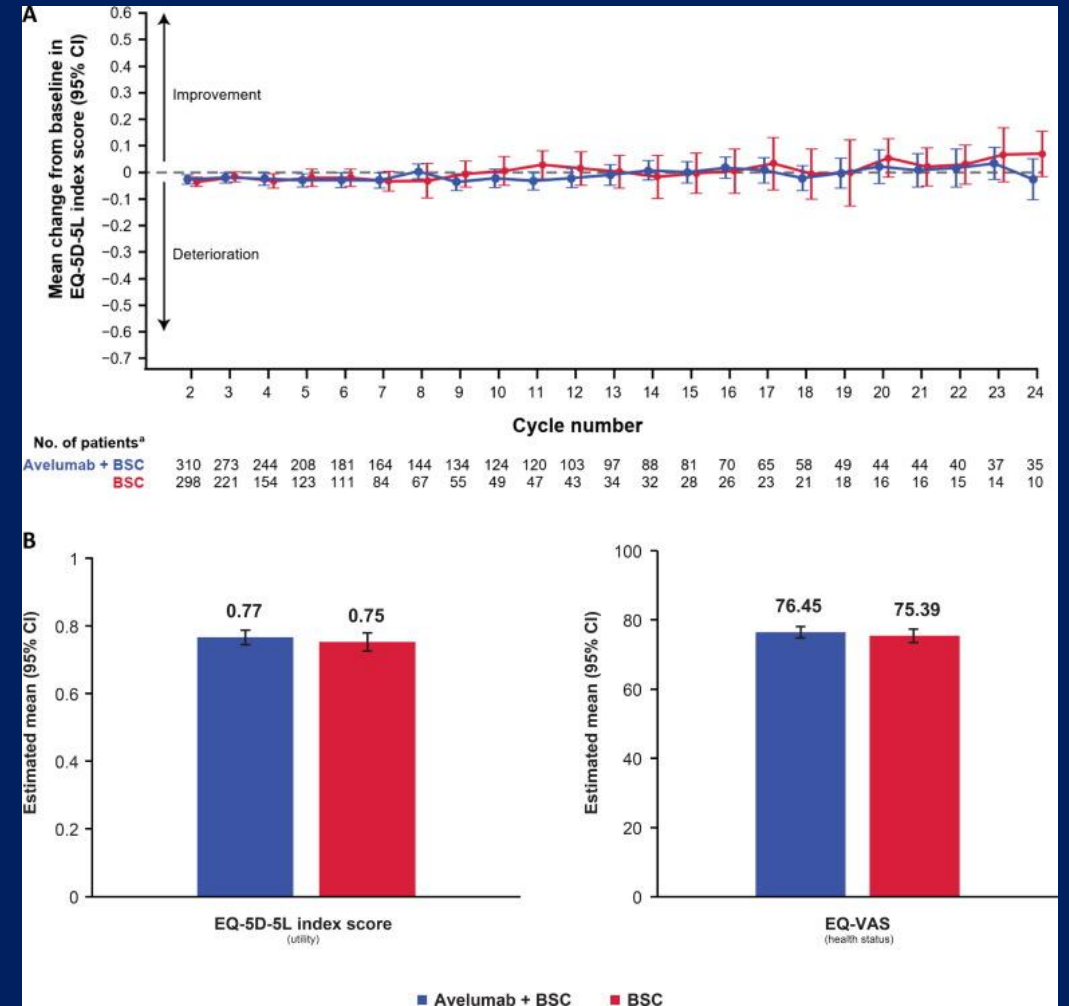 A
Mean change from baseline in
EQ-5D-5L index score (95% CI)
0.6
0.5
0.4
0.3
0.2
0.1
0
−0.1
−0.2
−0.3
−0.4
−0.5
−0.6
−0.7
Improvement
Deterioration
2 3 4 5 6 7 8 9 10 11 12 13 14 15 16 17 18 19 20 21 22 23 24
Cycle number
No. of patientsª
Avelumab + BSC 310 273 244 208 181 164 144 134 124 120 103 97 88 81 70 65 58 49 44 44 40 37 35
BSC 298 221 154 123 111 84 67 55 49 47 43 34 32 28 26 23 21 18 16 16 15 14 10
B
Estimated mean (95% CI)
1
0.8
0.6
0.4
0.2
0
0.77
0.75
EQ-5D-5L index score
(utility)
Estimated mean (95% CI)
100
80
60
40
20
0
76.45
75.39
EQ-VAS
(health status)
Avelumab + BSC BSC